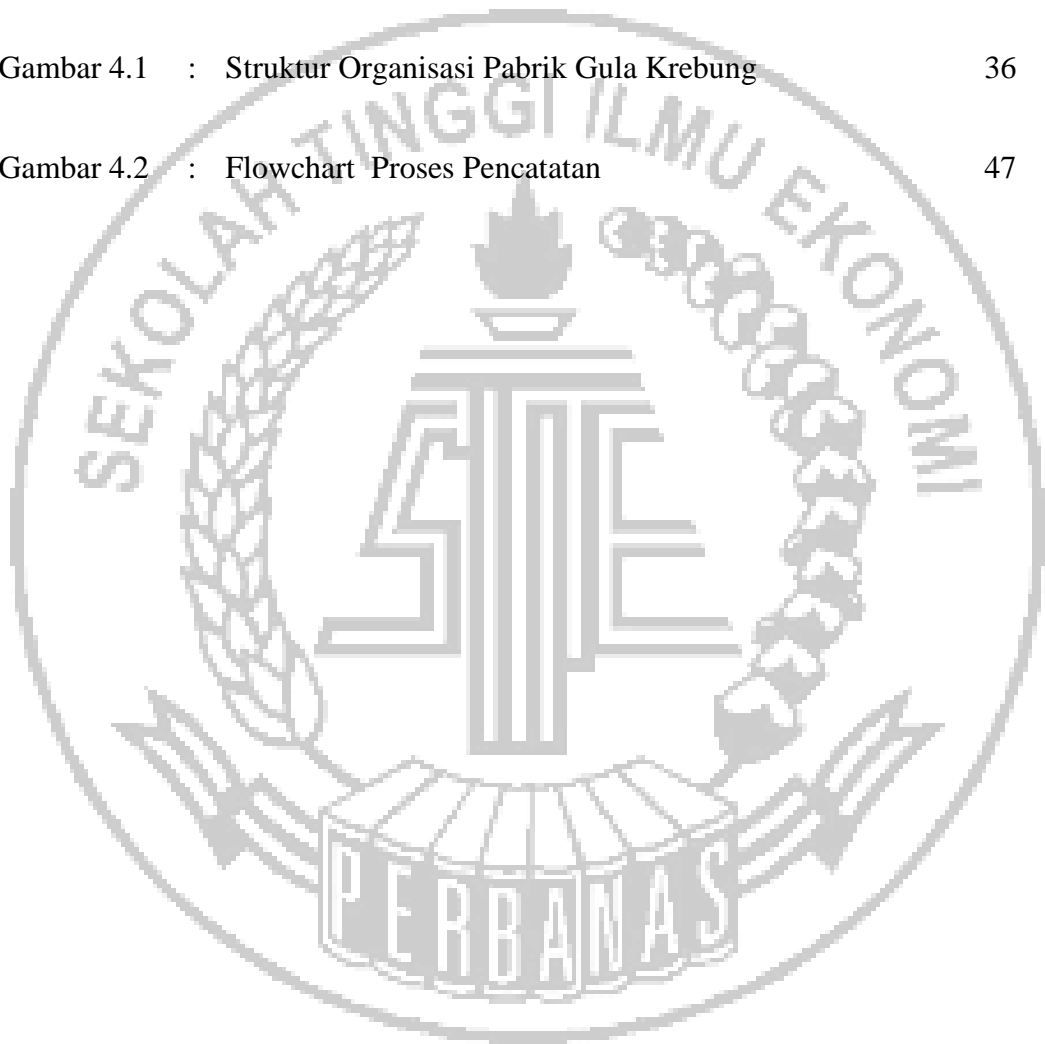 Gambar 4.1 : Struktur Organisasi Pabrik Gula Krebung 36
Gambar 4.2 : Flowchart Proses Pencatatan 47
SEKOLAH TINGGI ILMU EKONOMI
STIE
PERBANAS